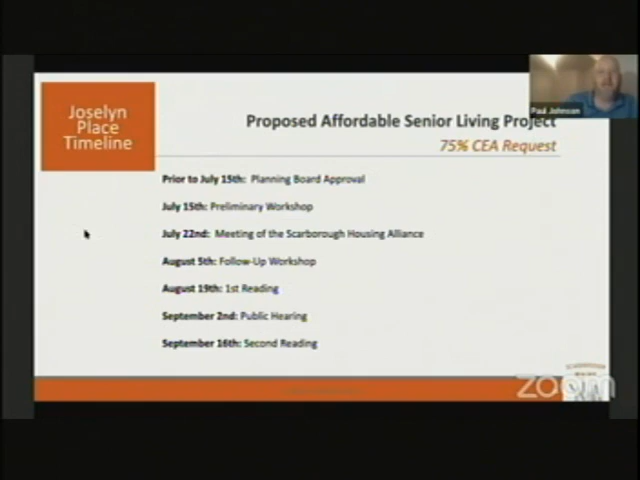 Joselyn
Place
Timeline
Proposed Affordable Senior Living Project
75% CEA Request
Paul Johnson
Prior to July 15th: Planning Board Approval
July 15th: Preliminary Workshop
July 22nd: Meeting of the Scarborough Housing Alliance
August 5th: Follow-Up Workshop
August 19th: 1st Reading
September 2nd: Public Hearing
September 16th: Second Reading
zoom